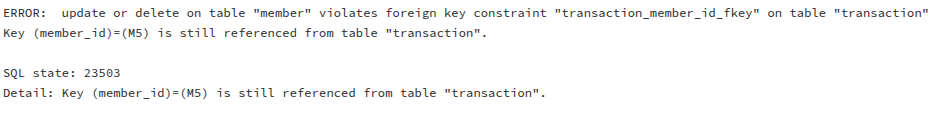 ERROR:  update or delete on table "member" violates foreign key constraint "transaction_member_id_fkey" on table "transaction"
Key (member_id)=(M5) is still referenced from table "transaction".
SQL state: 23503
Detail: Key (member_id)=(M5) is still referenced from table "transaction".